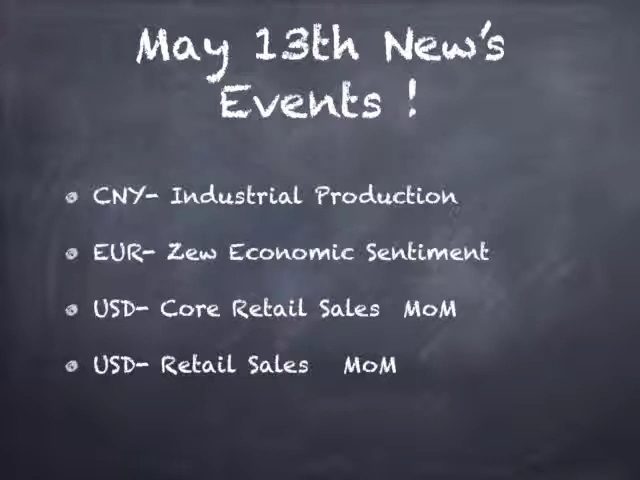 May 13th New's
Events !
CNY- Industrial Production
EUR- Zew Economic Sentiment
USD- Core Retail Sales MoM
USD- Retail Sales MoM